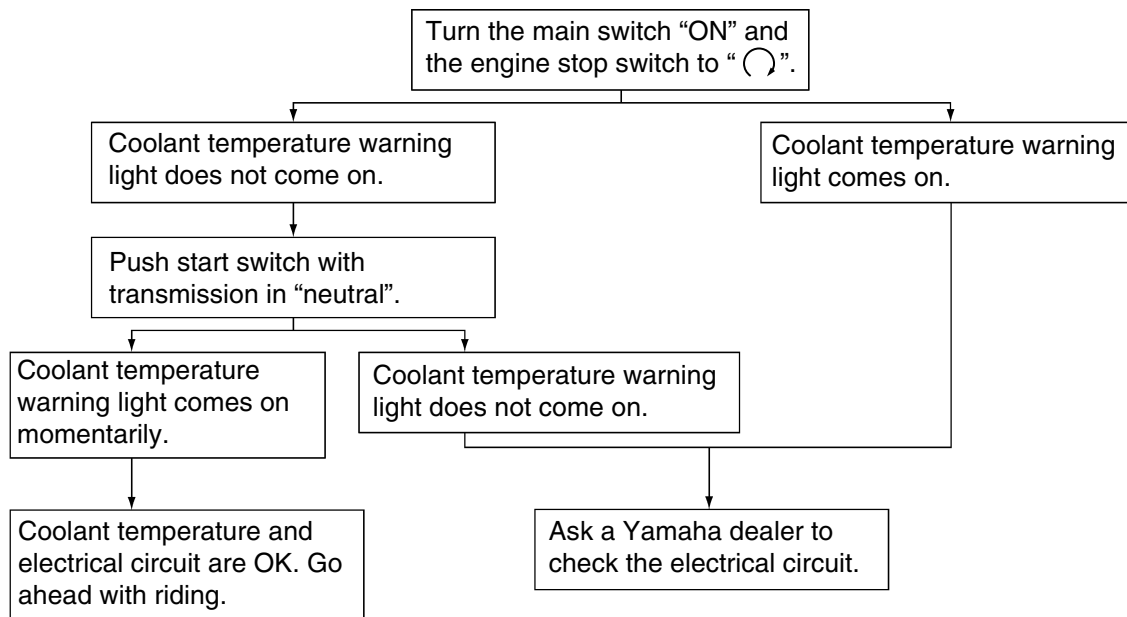 Turn the main switch “ON” and
the engine stop switch to “ ”.
Coolant temperature warning
light does not come on.
Coolant temperature warning
light comes on.
Push start switch with
transmission in “neutral”.
Coolant temperature
warning light comes on
momentarily.
Coolant temperature warning
light does not come on.
Coolant temperature and
electrical circuit are OK. Go
ahead with riding.
Ask a Yamaha dealer to
check the electrical circuit.